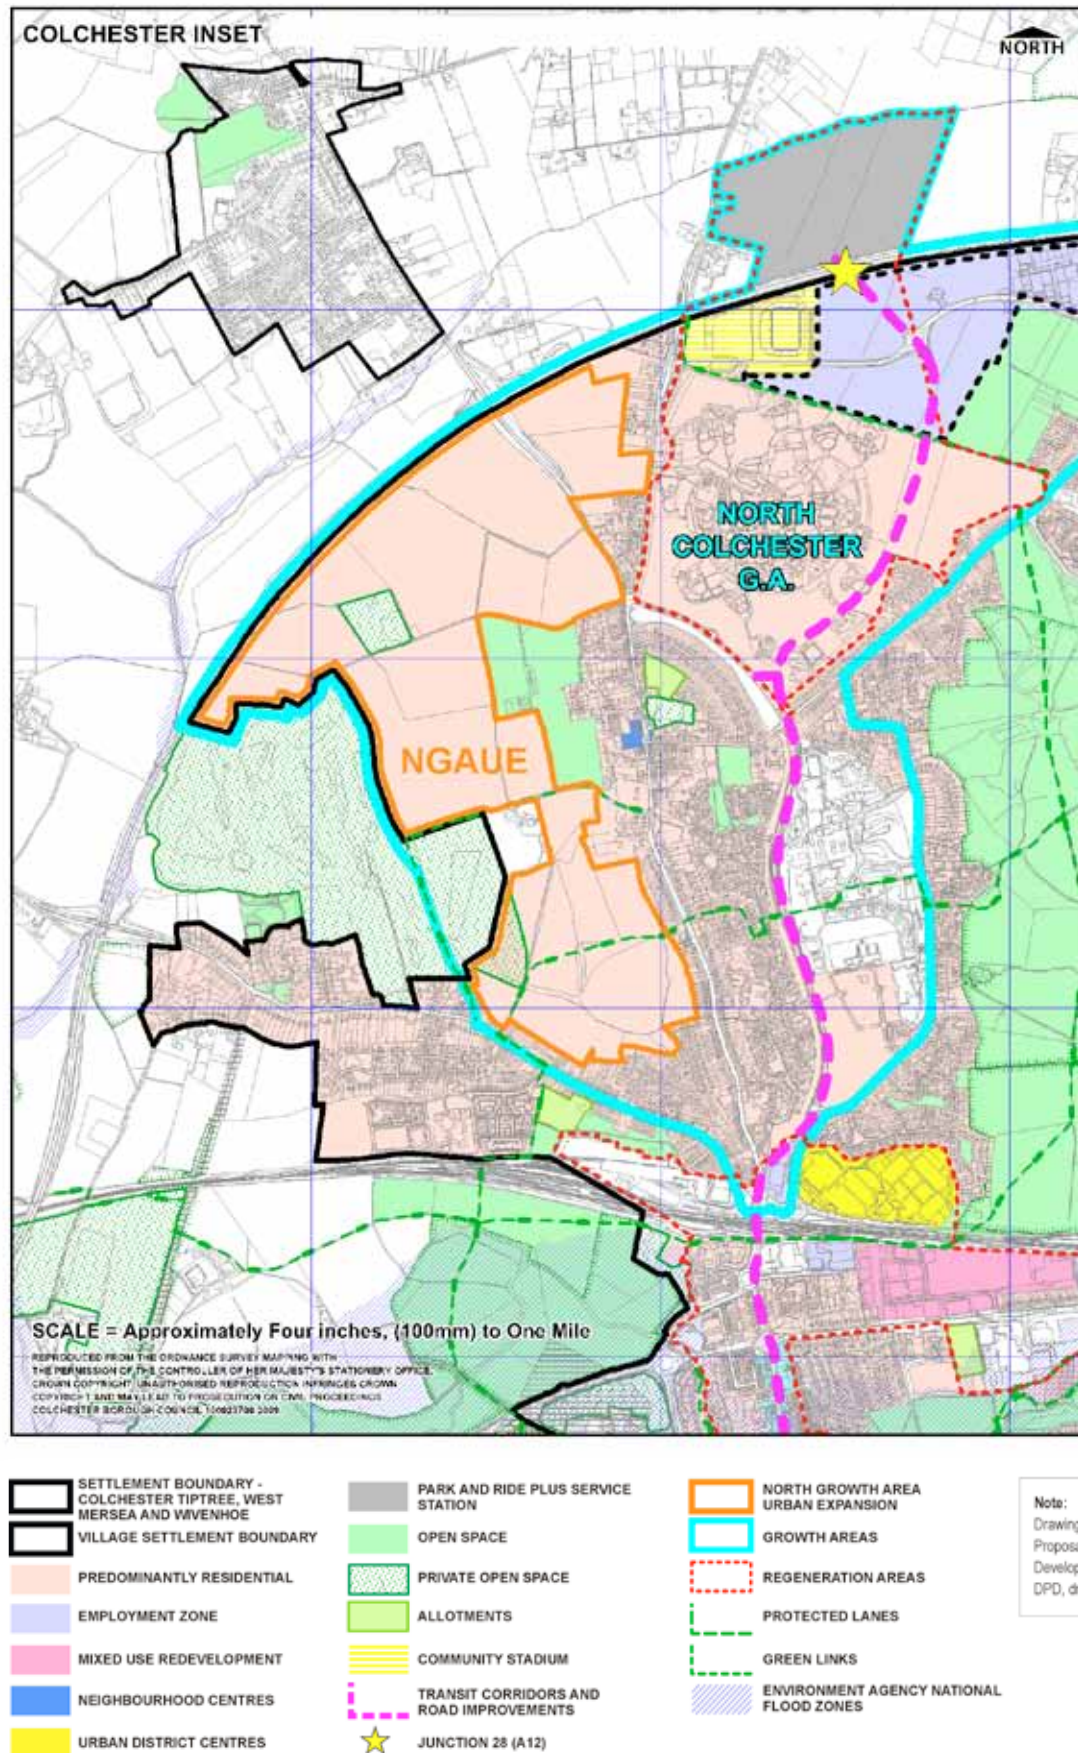 COLCHESTER INSET
NORTH
NORTH
COLCHESTER
G.A.
NGAUE
SCALE = Approximately Four inches, (100mm) to One Mile
REPRODUCED FROM THE ORDNANCE SURVEY MAPPING WITH
THE PERMISSION OF THE CONTROLLER OF HER MAJESTY'S STATIONERY OFFICE.
CROWN COPYRIGHT. UNAUTHORISED REPRODUCTION INFRINGES CROWN
COPYRIGHT AND MAY LEAD TO PROSECUTION OR CIVIL PROCEEDINGS
COLCHESTER BOROUGH COUNCIL 2009
SETTLEMENT BOUNDARY -
COLCHESTER TIPTREE, WEST
MERSEA AND WIVENHOE
VILLAGE SETTLEMENT BOUNDARY
PREDOMINANTLY RESIDENTIAL
EMPLOYMENT ZONE
MIXED USE REDEVELOPMENT
NEIGHBOURHOOD CENTRES
URBAN DISTRICT CENTRES
PARK AND RIDE PLUS SERVICE
STATION
OPEN SPACE
PRIVATE OPEN SPACE
ALLOTMENTS
COMMUNITY STADIUM
TRANSIT CORRIDORS AND
ROAD IMPROVEMENTS
JUNCTION 28 (A12)
NORTH GROWTH AREA
URBAN EXPANSION
GROWTH AREAS
REGENERATION AREAS
PROTECTED LANES
GREEN LINKS
ENVIRONMENT AGENCY NATIONAL
FLOOD ZONES
Note:
Drawing
Proposa
Develop
DPD, d